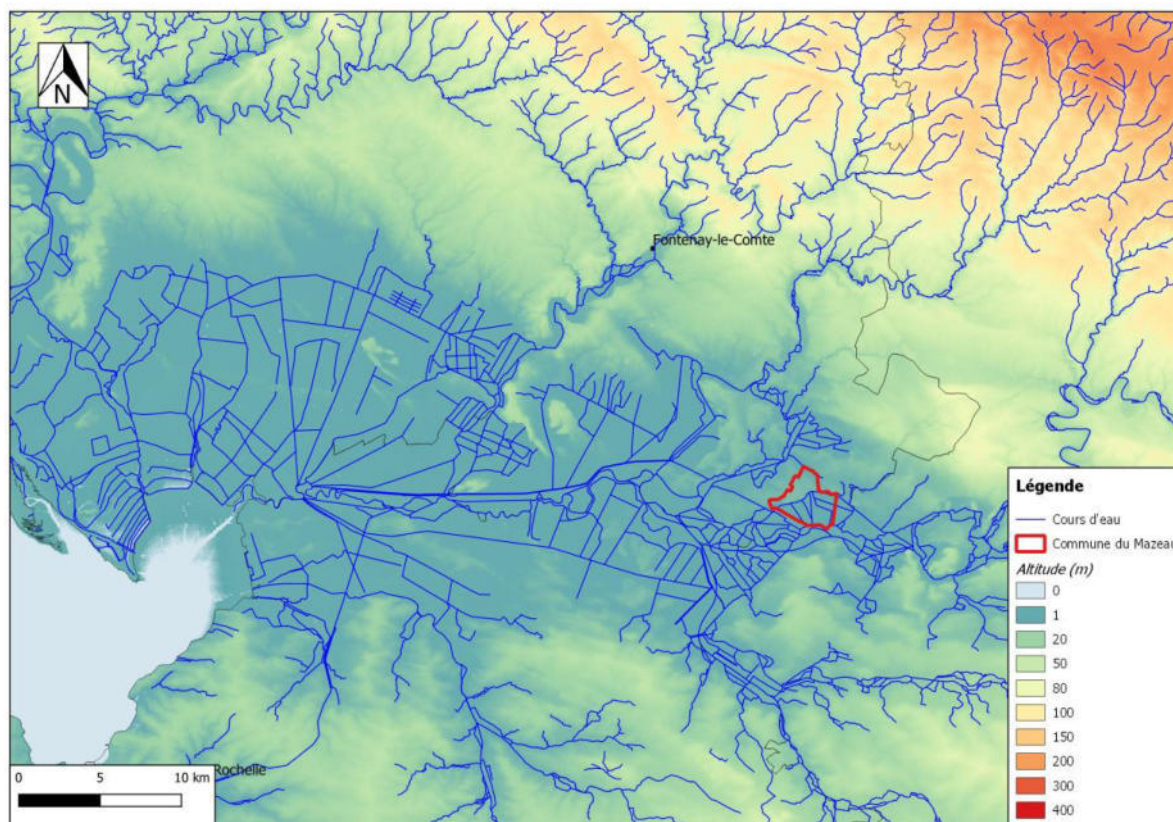 N
Fontenay-le-Comte
Légende
Cours d'eau
Commune du Mazeau
Altitude (m)
0
1
20
50
80
100
150
200
300
400
Rochelle
0 5 10 km